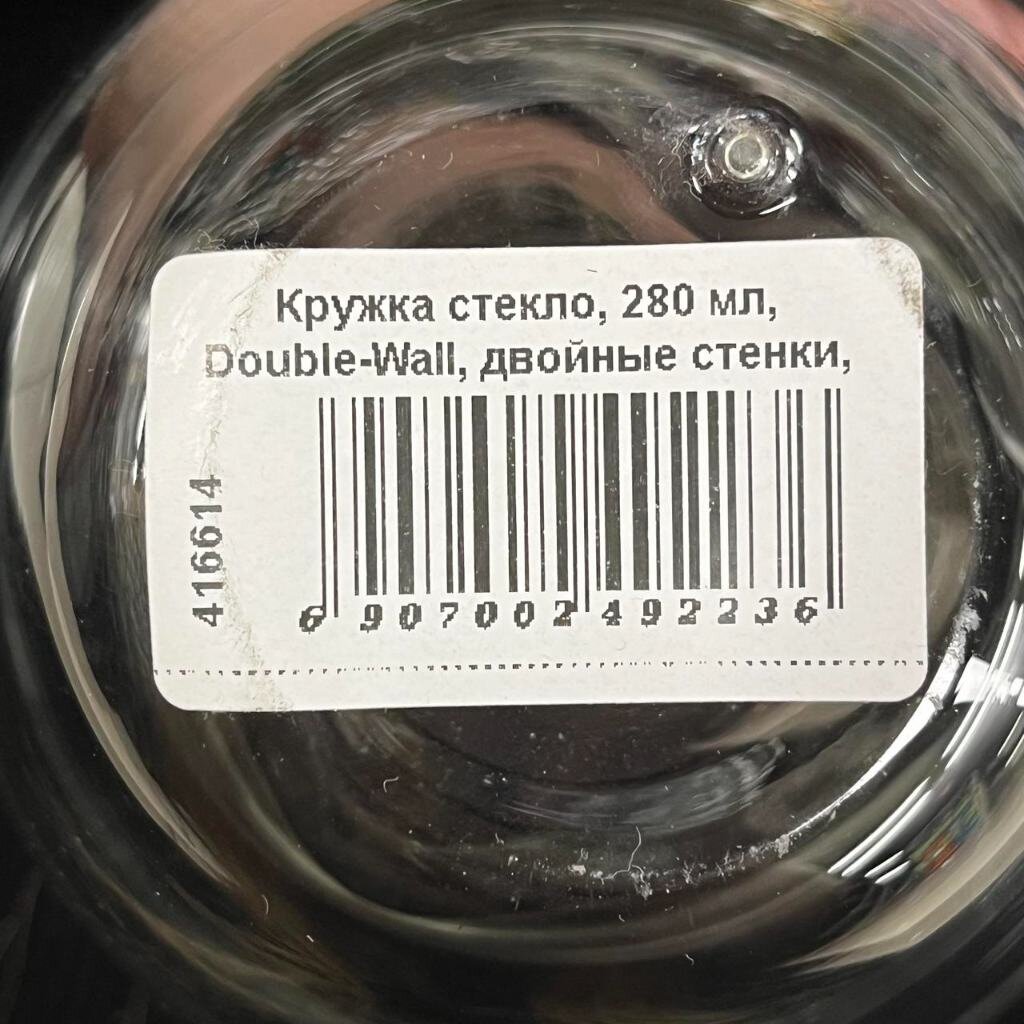 Кружка стекло, 280 мл,
Double-Wall, двойные стенки,
416614
6 907002 492236